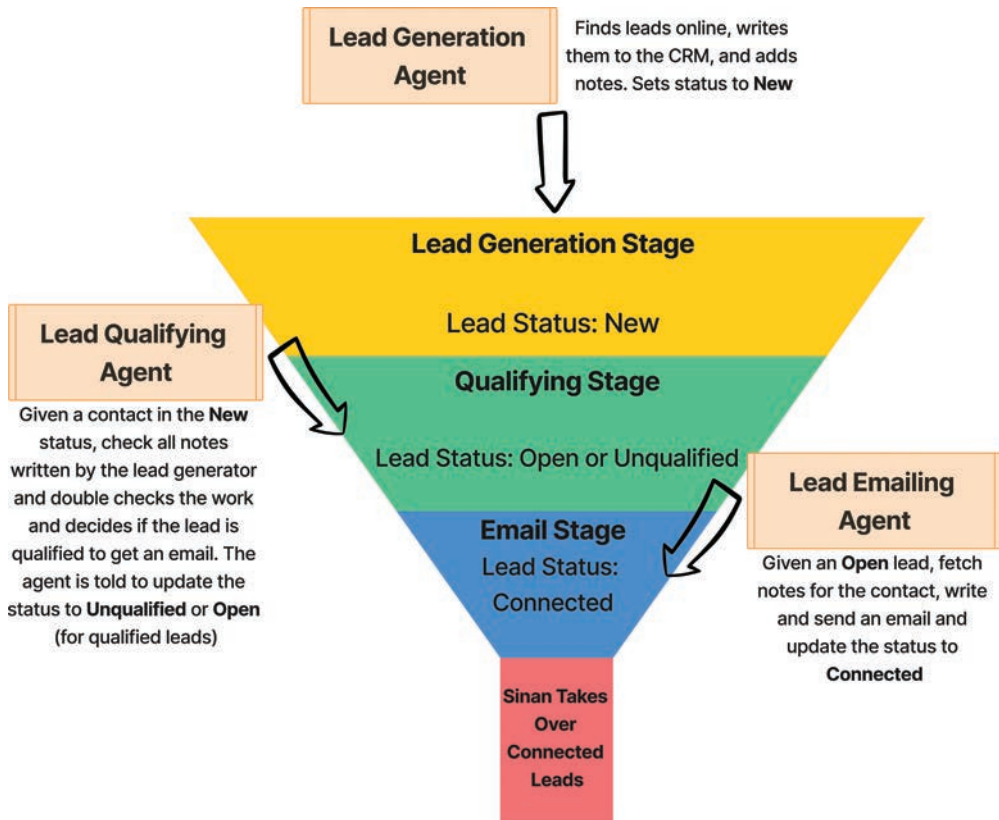 Lead Generation
Agent
Finds leads online, writes
them to the CRM, and adds
notes. Sets status to New
Lead Generation Stage
Lead Status: New
Lead Qualifying
Agent
Given a contact in the New
status, check all notes
written by the lead generator
and double checks the work
and decides if the lead is
qualified to get an email. The
agent is told to update the
status to Unqualified or Open
(for qualified leads)
Qualifying Stage
Lead Status: Open or Unqualified
Lead Emailing
Agent
Given an Open lead, fetch
notes for the contact, write
and send an email and
update the status to
Connected
Email Stage
Lead Status:
Connected
Sinan Takes
Over
Connected
Leads